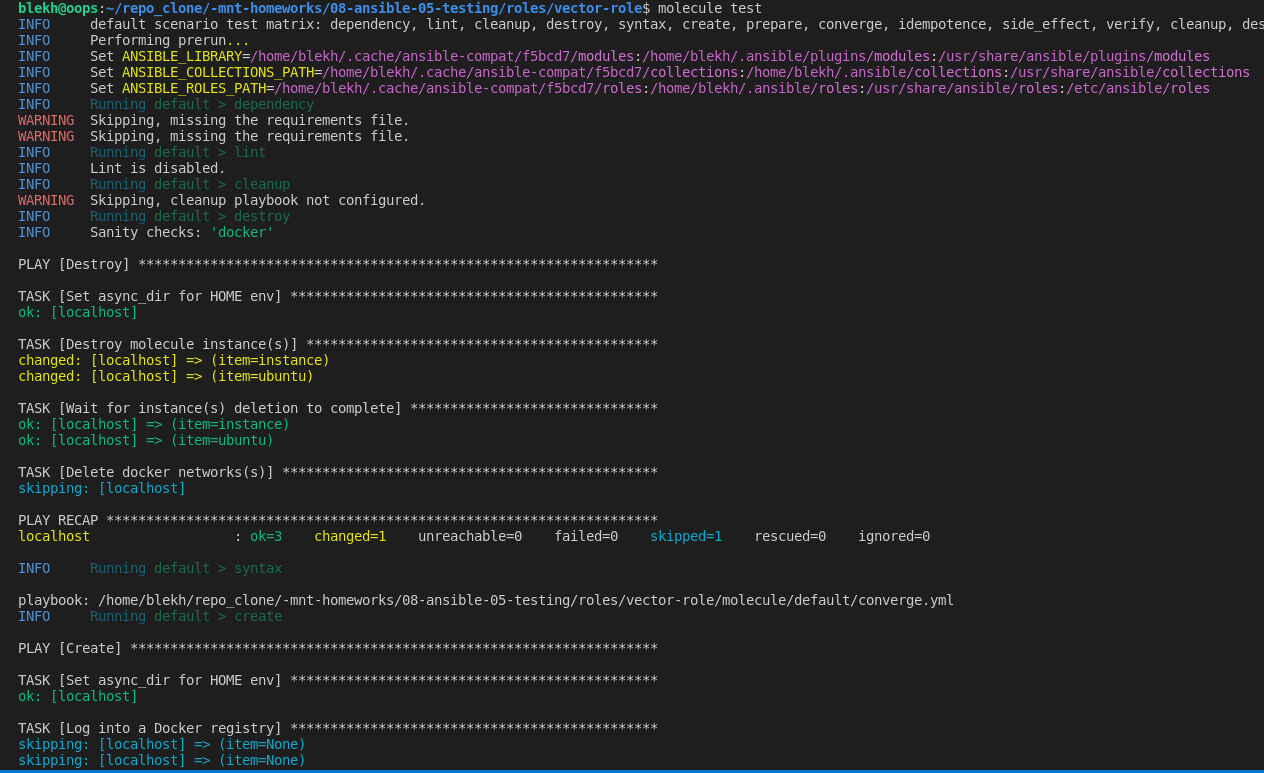 blekh@oops:~/repo_clone/-mnt-homeworks/08-ansible-05-testing/roles/vector-role$ molecule test
INFO     default scenario test matrix: dependency, lint, cleanup, destroy, syntax, create, prepare, converge, idempotence, side_effect, verify, cleanup, des
INFO     Performing prerun...
INFO     Set ANSIBLE_LIBRARY=/home/blekh/.cache/ansible-compat/f5bcd7/modules:/home/blekh/.ansible/plugins/modules:/usr/share/ansible/plugins/modules
INFO     Set ANSIBLE_COLLECTIONS_PATH=/home/blekh/.cache/ansible-compat/f5bcd7/collections:/home/blekh/.ansible/collections:/usr/share/ansible/collections
INFO     Set ANSIBLE_ROLES_PATH=/home/blekh/.cache/ansible-compat/f5bcd7/roles:/home/blekh/.ansible/roles:/usr/share/ansible/roles:/etc/ansible/roles
INFO     Running default > dependency
WARNING  Skipping, missing the requirements file.
WARNING  Skipping, missing the requirements file.
INFO     Running default > lint
INFO     Lint is disabled.
INFO     Running default > cleanup
WARNING  Skipping, cleanup playbook not configured.
INFO     Running default > destroy
INFO     Sanity checks: 'docker'
PLAY [Destroy] *****************************************************************
TASK [Set async_dir for HOME env] **********************************************
ok: [localhost]
TASK [Destroy molecule instance(s)] ********************************************
changed: [localhost] => (item=instance)
changed: [localhost] => (item=ubuntu)
TASK [Wait for instance(s) deletion to complete] *******************************
ok: [localhost] => (item=instance)
ok: [localhost] => (item=ubuntu)
TASK [Delete docker networks(s)] ***********************************************
skipping: [localhost]
PLAY RECAP *********************************************************************
localhost                  : ok=3    changed=1    unreachable=0    failed=0    skipped=1    rescued=0    ignored=0
INFO     Running default > syntax
playbook: /home/blekh/repo_clone/-mnt-homeworks/08-ansible-05-testing/roles/vector-role/molecule/default/converge.yml
INFO     Running default > create
PLAY [Create] ******************************************************************
TASK [Set async_dir for HOME env] **********************************************
ok: [localhost]
TASK [Log into a Docker registry] **********************************************
skipping: [localhost] => (item=None)
skipping: [localhost] => (item=None)